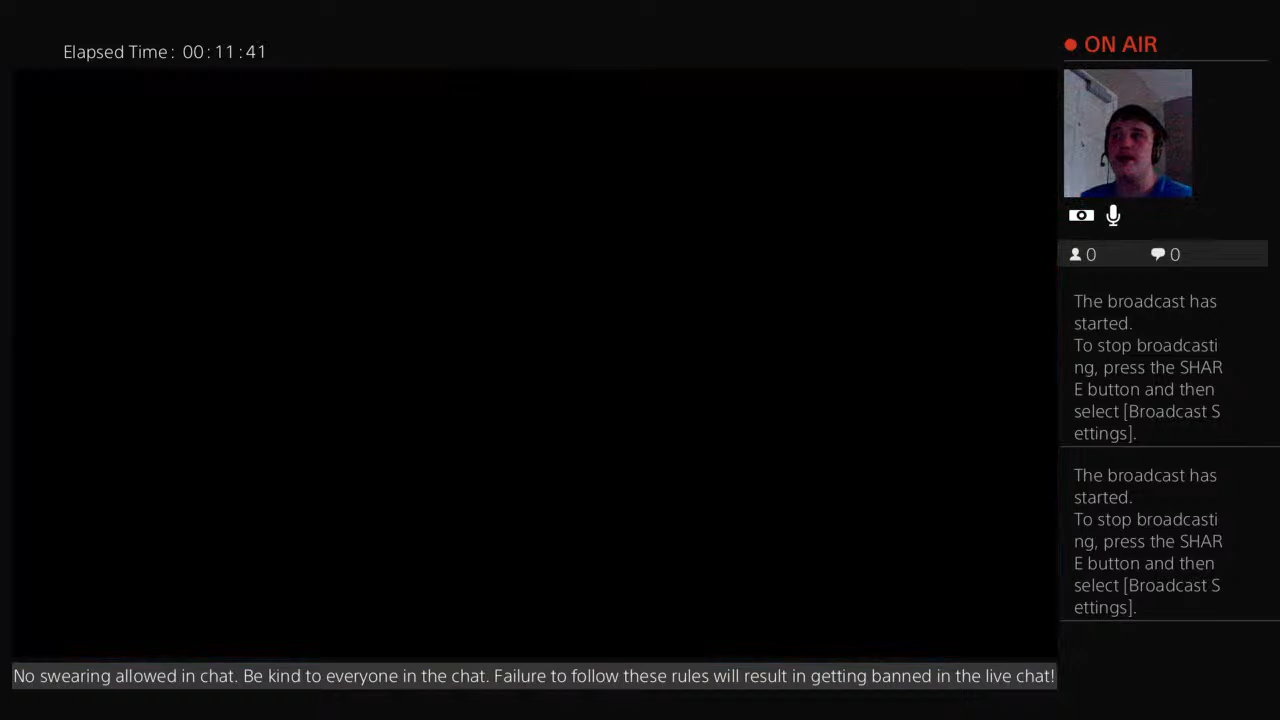 Elapsed Time: 00:11:41
ON AIR
0
0
The broadcast has
started.
To stop broadcasti
ng, press the SHAR
E button and then
select [Broadcast S
ettings].
The broadcast has
started.
To stop broadcasti
ng, press the SHAR
E button and then
select [Broadcast S
ettings].
No swearing allowed in chat. Be kind to everyone in the chat. Failure to follow these rules will result in getting banned in the live chat!